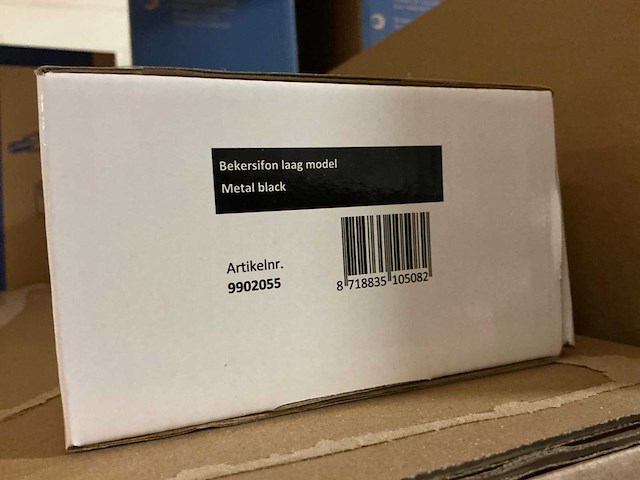 Bekersifon laag model
Metal black
Artikelnr.
9902055
8 718835 105082